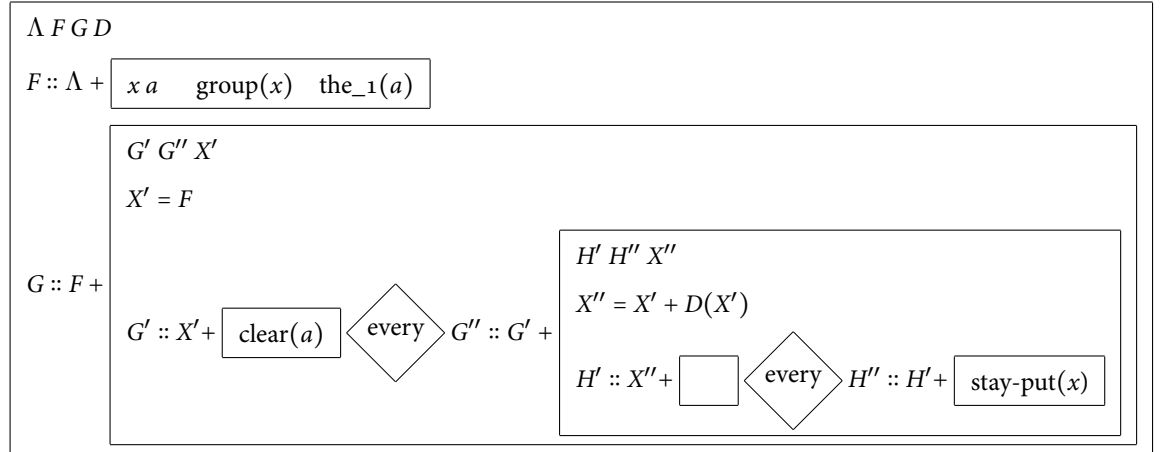 Λ F G D
F :: Λ + x a group(x) the_1(a)
G′ G″ X′
X′ = F
H′ H″ X″
X″ = X′ + D(X′)
G :: F +
G′ :: X′+ clear(a) every G″ :: G′ +
H′ :: X″+ every H″ :: H′+ stay-put(x)